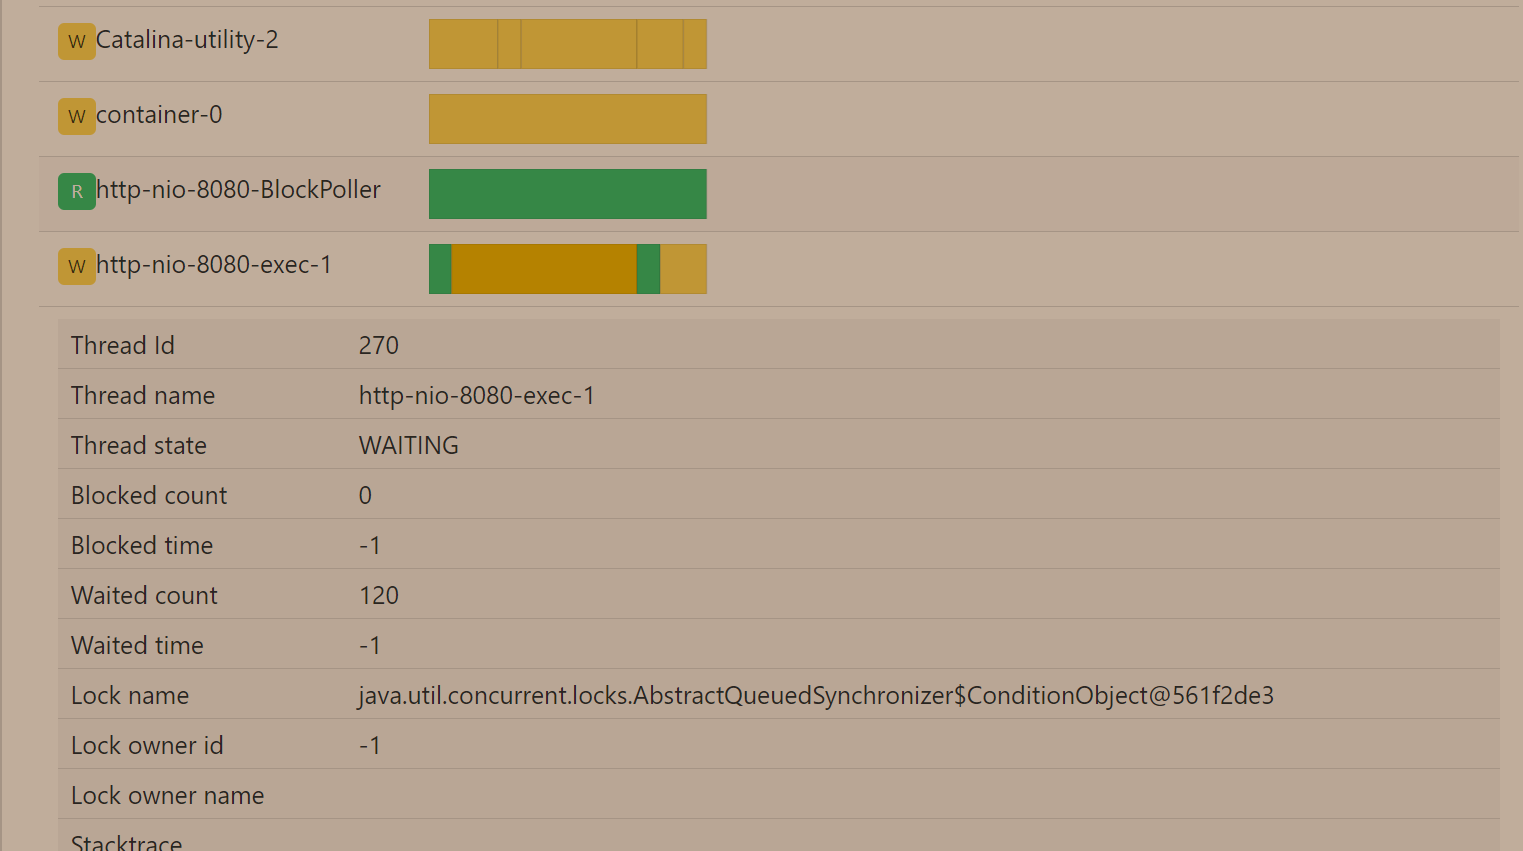 W Catalina-utility-2
W container-0
R http-nio-8080-BlockPoller
W http-nio-8080-exec-1
Thread Id 270
Thread name http-nio-8080-exec-1
Thread state WAITING
Blocked count 0
Blocked time -1
Waited count 120
Waited time -1
Lock name java.util.concurrent.locks.AbstractQueuedSynchronizer$ConditionObject@561f2de3
Lock owner id -1
Lock owner name
Stacktrace